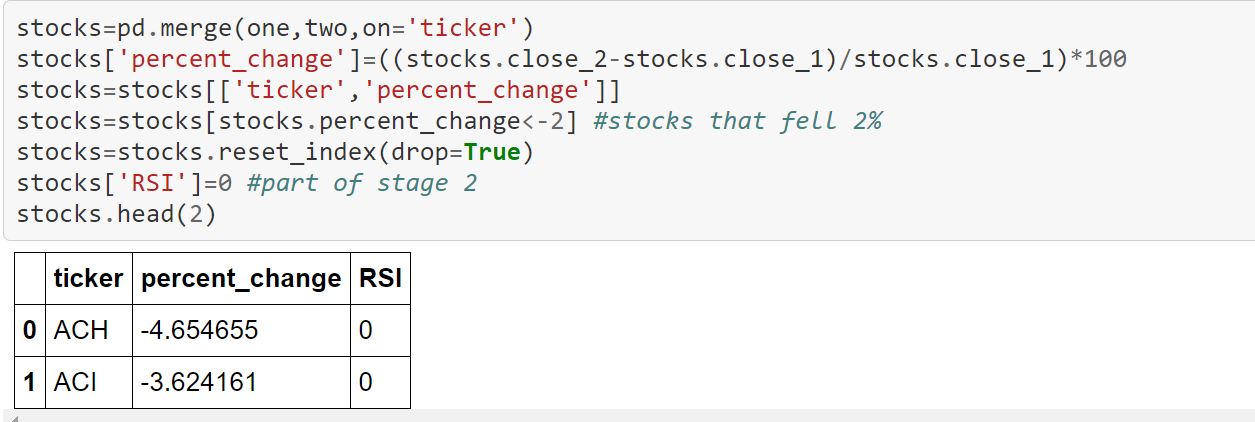 stocks=pd.merge(one,two,on='ticker')
stocks['percent_change']=((stocks.close_2-stocks.close_1)/stocks.close_1)*100
stocks=stocks[['ticker','percent_change']]
stocks=stocks[stocks.percent_change<-2] #stocks that fell 2%
stocks=stocks.reset_index(drop=True)
stocks['RSI']=0 #part of stage 2
stocks.head(2)
ticker percent_change RSI
0 ACH -4.654655 0
1 ACI -3.624161 0